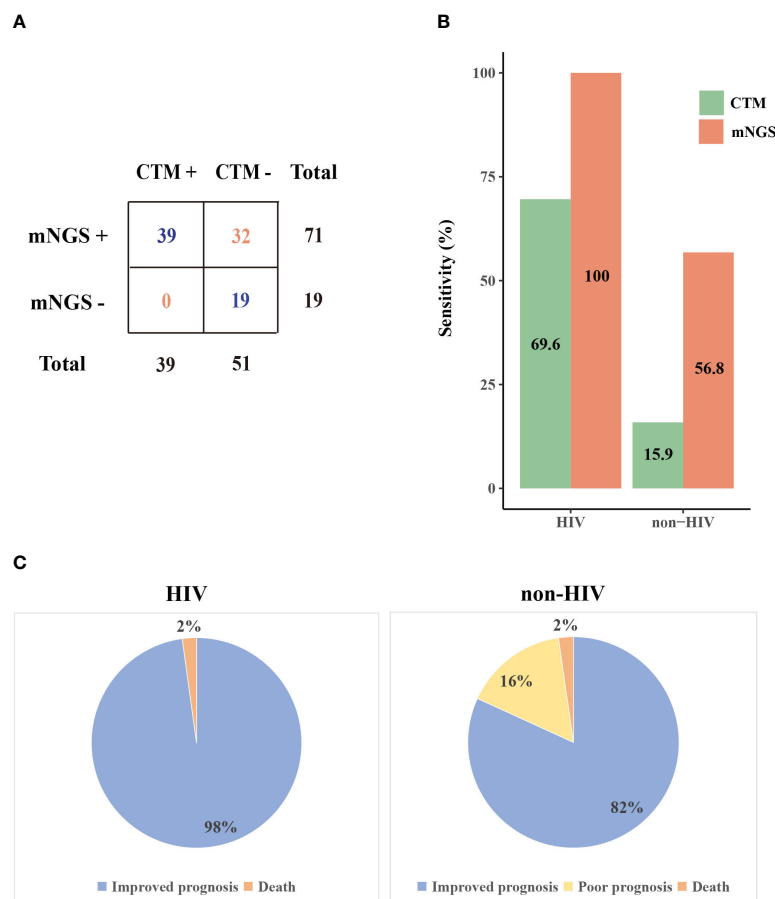 A
CTM + CTM - Total
mNGS + 39 32 71
mNGS - 0 19 19
Total 39 51
B
Sensitivity (%)
100
75
50
25
0
69.6
100
15.9
56.8
HIV non-HIV
CTM
mNGS
C
HIV
2%
98%
Improved prognosis Death
non-HIV
2%
16%
82%
Improved prognosis Poor prognosis Death